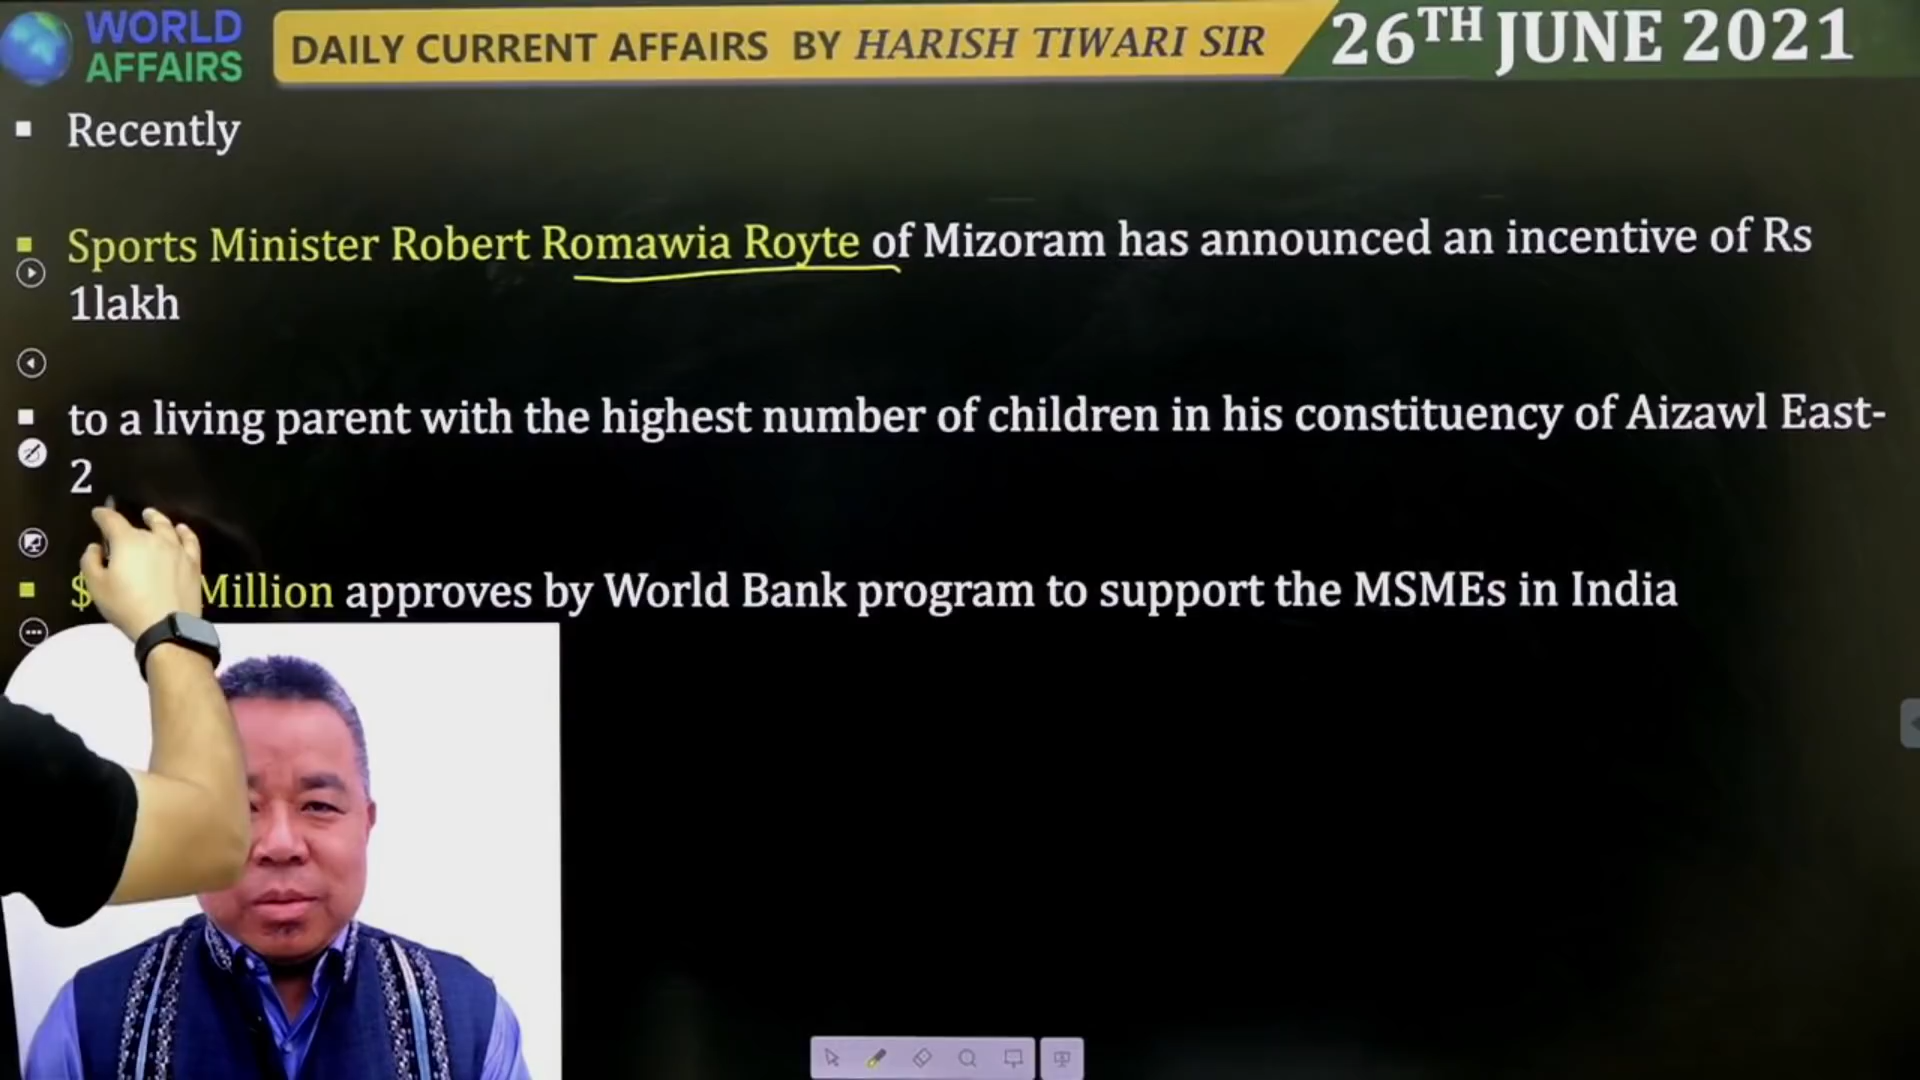 WORLD
AFFAIRS
DAILY CURRENT AFFAIRS BY HARISH TIWARI SIR
26TH JUNE 2021
Recently
Sports Minister Robert Romawia Royte of Mizoram has announced an incentive of Rs
1lakh
to a living parent with the highest number of children in his constituency of Aizawl East-
2
$ Million approves by World Bank program to support the MSMEs in India